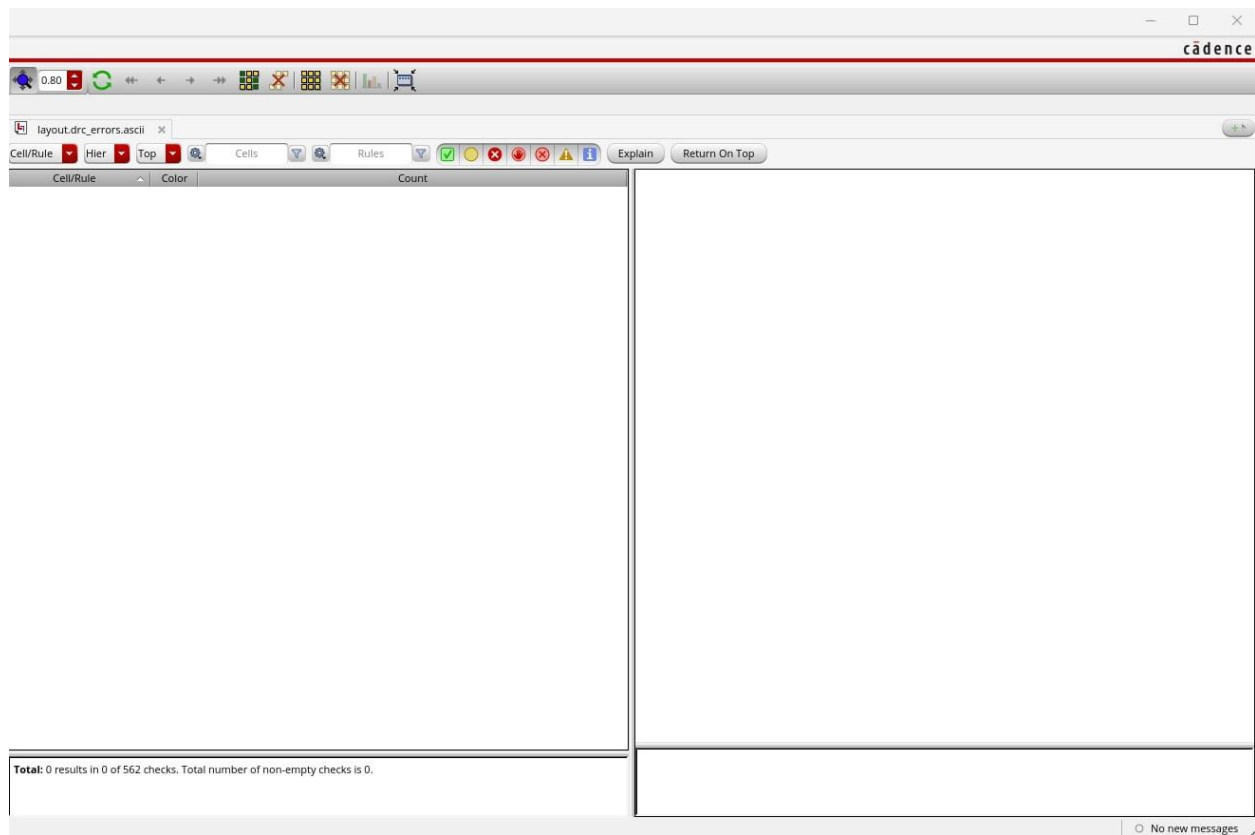 cādence
0.80
layout.drc_errors.ascii
Cell/Rule Hier Top Cells Rules Explain Return On Top
Cell/Rule Color Count
Total: 0 results in 0 of 562 checks. Total number of non-empty checks is 0.
No new messages